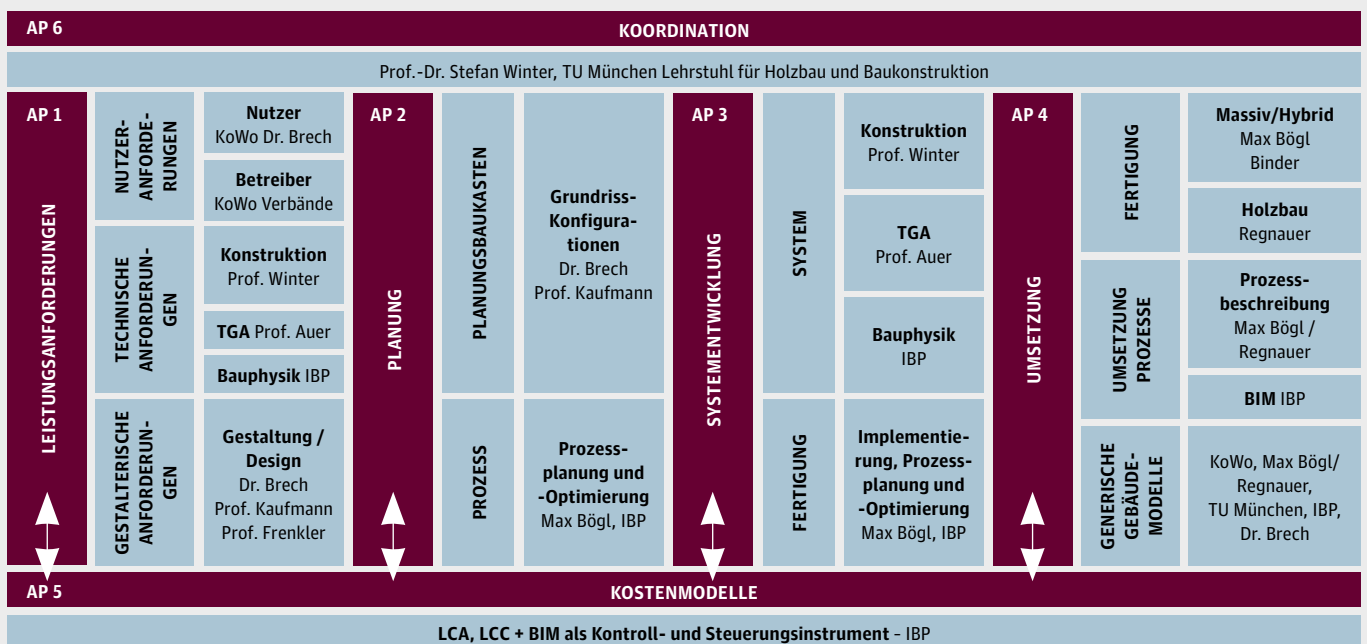 AP 6
KOORDINATION
Prof.-Dr. Stefan Winter, TU München Lehrstuhl für Holzbau und Baukonstruktion
AP 1
LEISTUNGSANFORDERUNGEN
NUTZER-
ANFORDE-
RUNGEN
Nutzer
KoWo Dr. Brech
Betreiber
KoWo Verbände
TECHNISCHE
ANFORDERUN-
GEN
Konstruktion
Prof. Winter
TGA Prof. Auer
Bauphysik IBP
GESTALTERISCHE
ANFORDERUN-
GEN
Gestaltung /
Design
Dr. Brech
Prof. Kaufmann
Prof. Frenkler
AP 2
PLANUNG
PLANUNGSBAUKASTEN
Grundriss-
Konfigura-
tionen
Dr. Brech
Prof. Kaufmann
PROZESS
Prozess-
planung und
-Optimierung
Max Bögl, IBP
AP 3
SYSTEMENTWICKLUNG
SYSTEM
Konstruktion
Prof. Winter
TGA
Prof. Auer
Bauphysik
IBP
FERTIGUNG
Implementie-
rung, Prozess-
planung und
-Optimierung
Max Bögl, IBP
AP 4
UMSETZUNG
FERTIGUNG
Massiv/Hybrid
Max Bögl
Binder
Holzbau
Regnauer
UMSETZUNG
PROZESSE
Prozess-
beschreibung
Max Bögl /
Regnauer
BIM IBP
GENERISCHE
GEBÄUDE-
MODELLE
KoWo, Max Bögl/
Regnauer,
TU München, IBP,
Dr. Brech
AP 5
KOSTENMODELLE
LCA, LCC + BIM als Kontroll- und Steuerungsinstrument - IBP